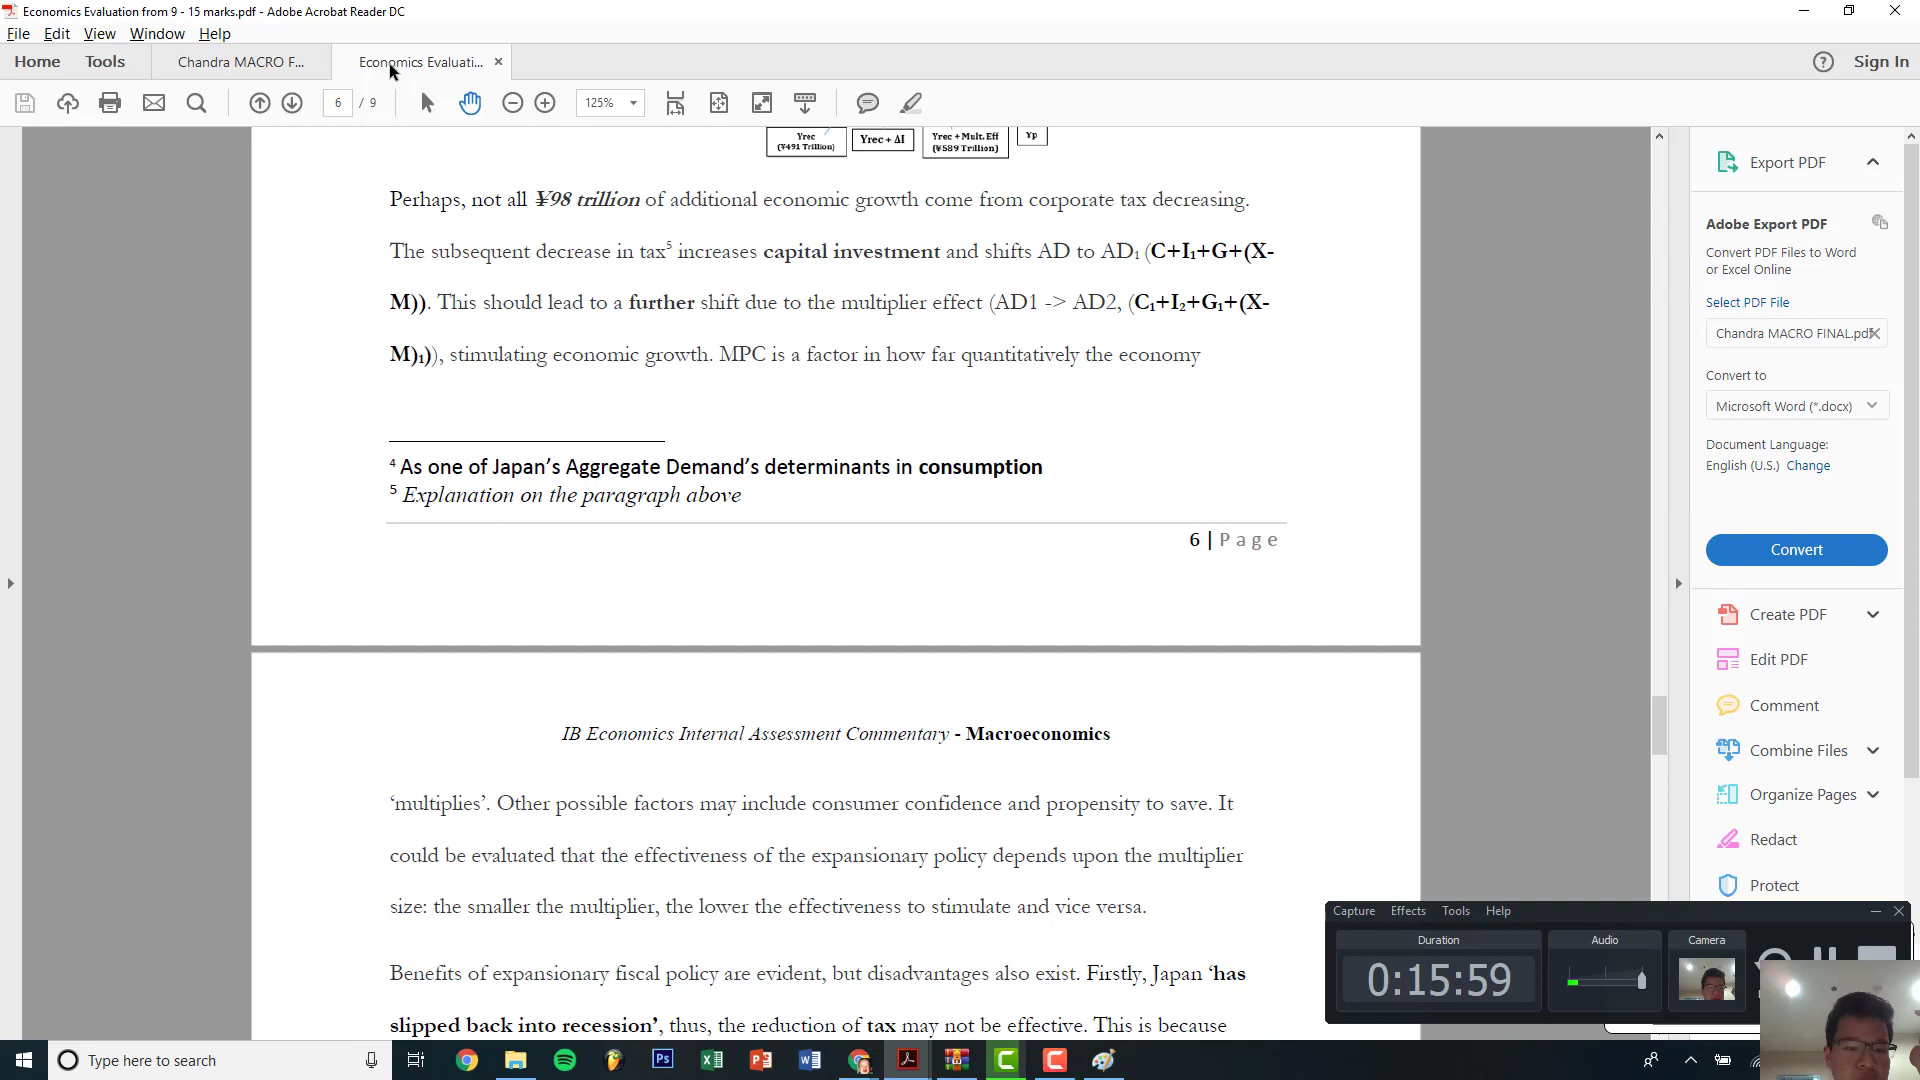 Economics Evaluation from 9 - 15 marks.pdf - Adobe Acrobat Reader DC
File Edit View Window Help
Home Tools Chandra MACRO F... Economics Evaluati... Sign In
6 / 9 125%
Yrec
(¥491 Trillion)
Yrec + ΔI
Yrec + Mult. Eff
(¥589 Trillion)
Yp
Perhaps, not all ¥98 trillion of additional economic growth come from corporate tax decreasing.
The subsequent decrease in tax⁵ increases capital investment and shifts AD to AD₁ (C+I₁+G+(X-
M)). This should lead to a further shift due to the multiplier effect (AD1 -> AD2, (C₁+I₂+G₁+(X-
M)₁)), stimulating economic growth. MPC is a factor in how far quantitatively the economy
⁴ As one of Japan’s Aggregate Demand’s determinants in consumption
⁵ Explanation on the paragraph above
6 | Page
IB Economics Internal Assessment Commentary - Macroeconomics
‘multiplies’. Other possible factors may include consumer confidence and propensity to save. It
could be evaluated that the effectiveness of the expansionary policy depends upon the multiplier
size: the smaller the multiplier, the lower the effectiveness to stimulate and vice versa.
Benefits of expansionary fiscal policy are evident, but disadvantages also exist. Firstly, Japan ‘has
slipped back into recession’, thus, the reduction of tax may not be effective. This is because
Export PDF
Adobe Export PDF
Convert PDF Files to Word
or Excel Online
Select PDF File
Chandra MACRO FINAL.pdf
Convert to
Microsoft Word (*.docx)
Document Language:
English (U.S.) Change
Convert
Create PDF
Edit PDF
Comment
Combine Files
Organize Pages
Redact
Protect
Capture Effects Tools Help
Duration Audio Camera
0:15:59
Type here to search